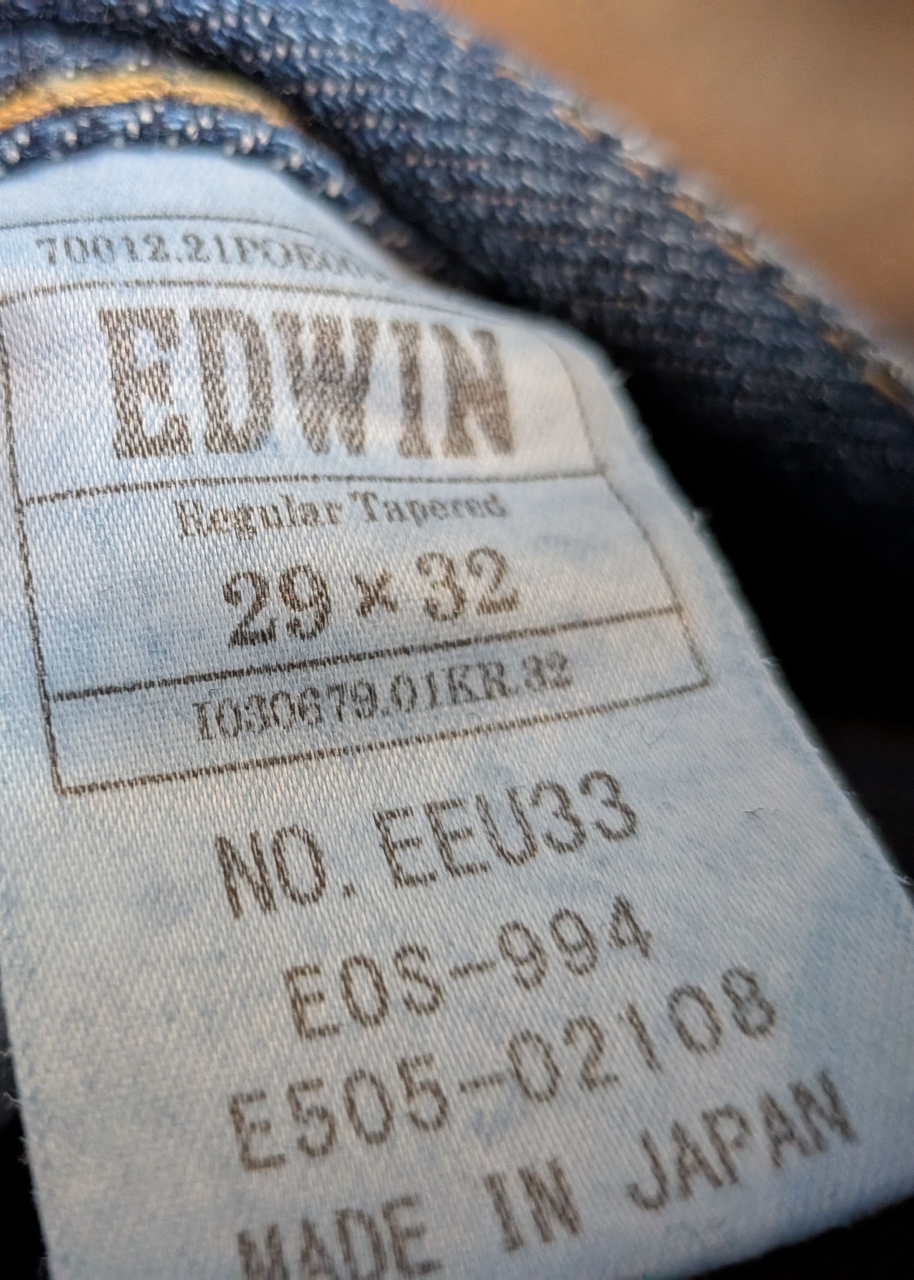 EDWIN
Regular Tapered
29 × 32
I030679.01KR.32
NO. EEU33
EOS-994
E505-02108
MADE IN JAPAN